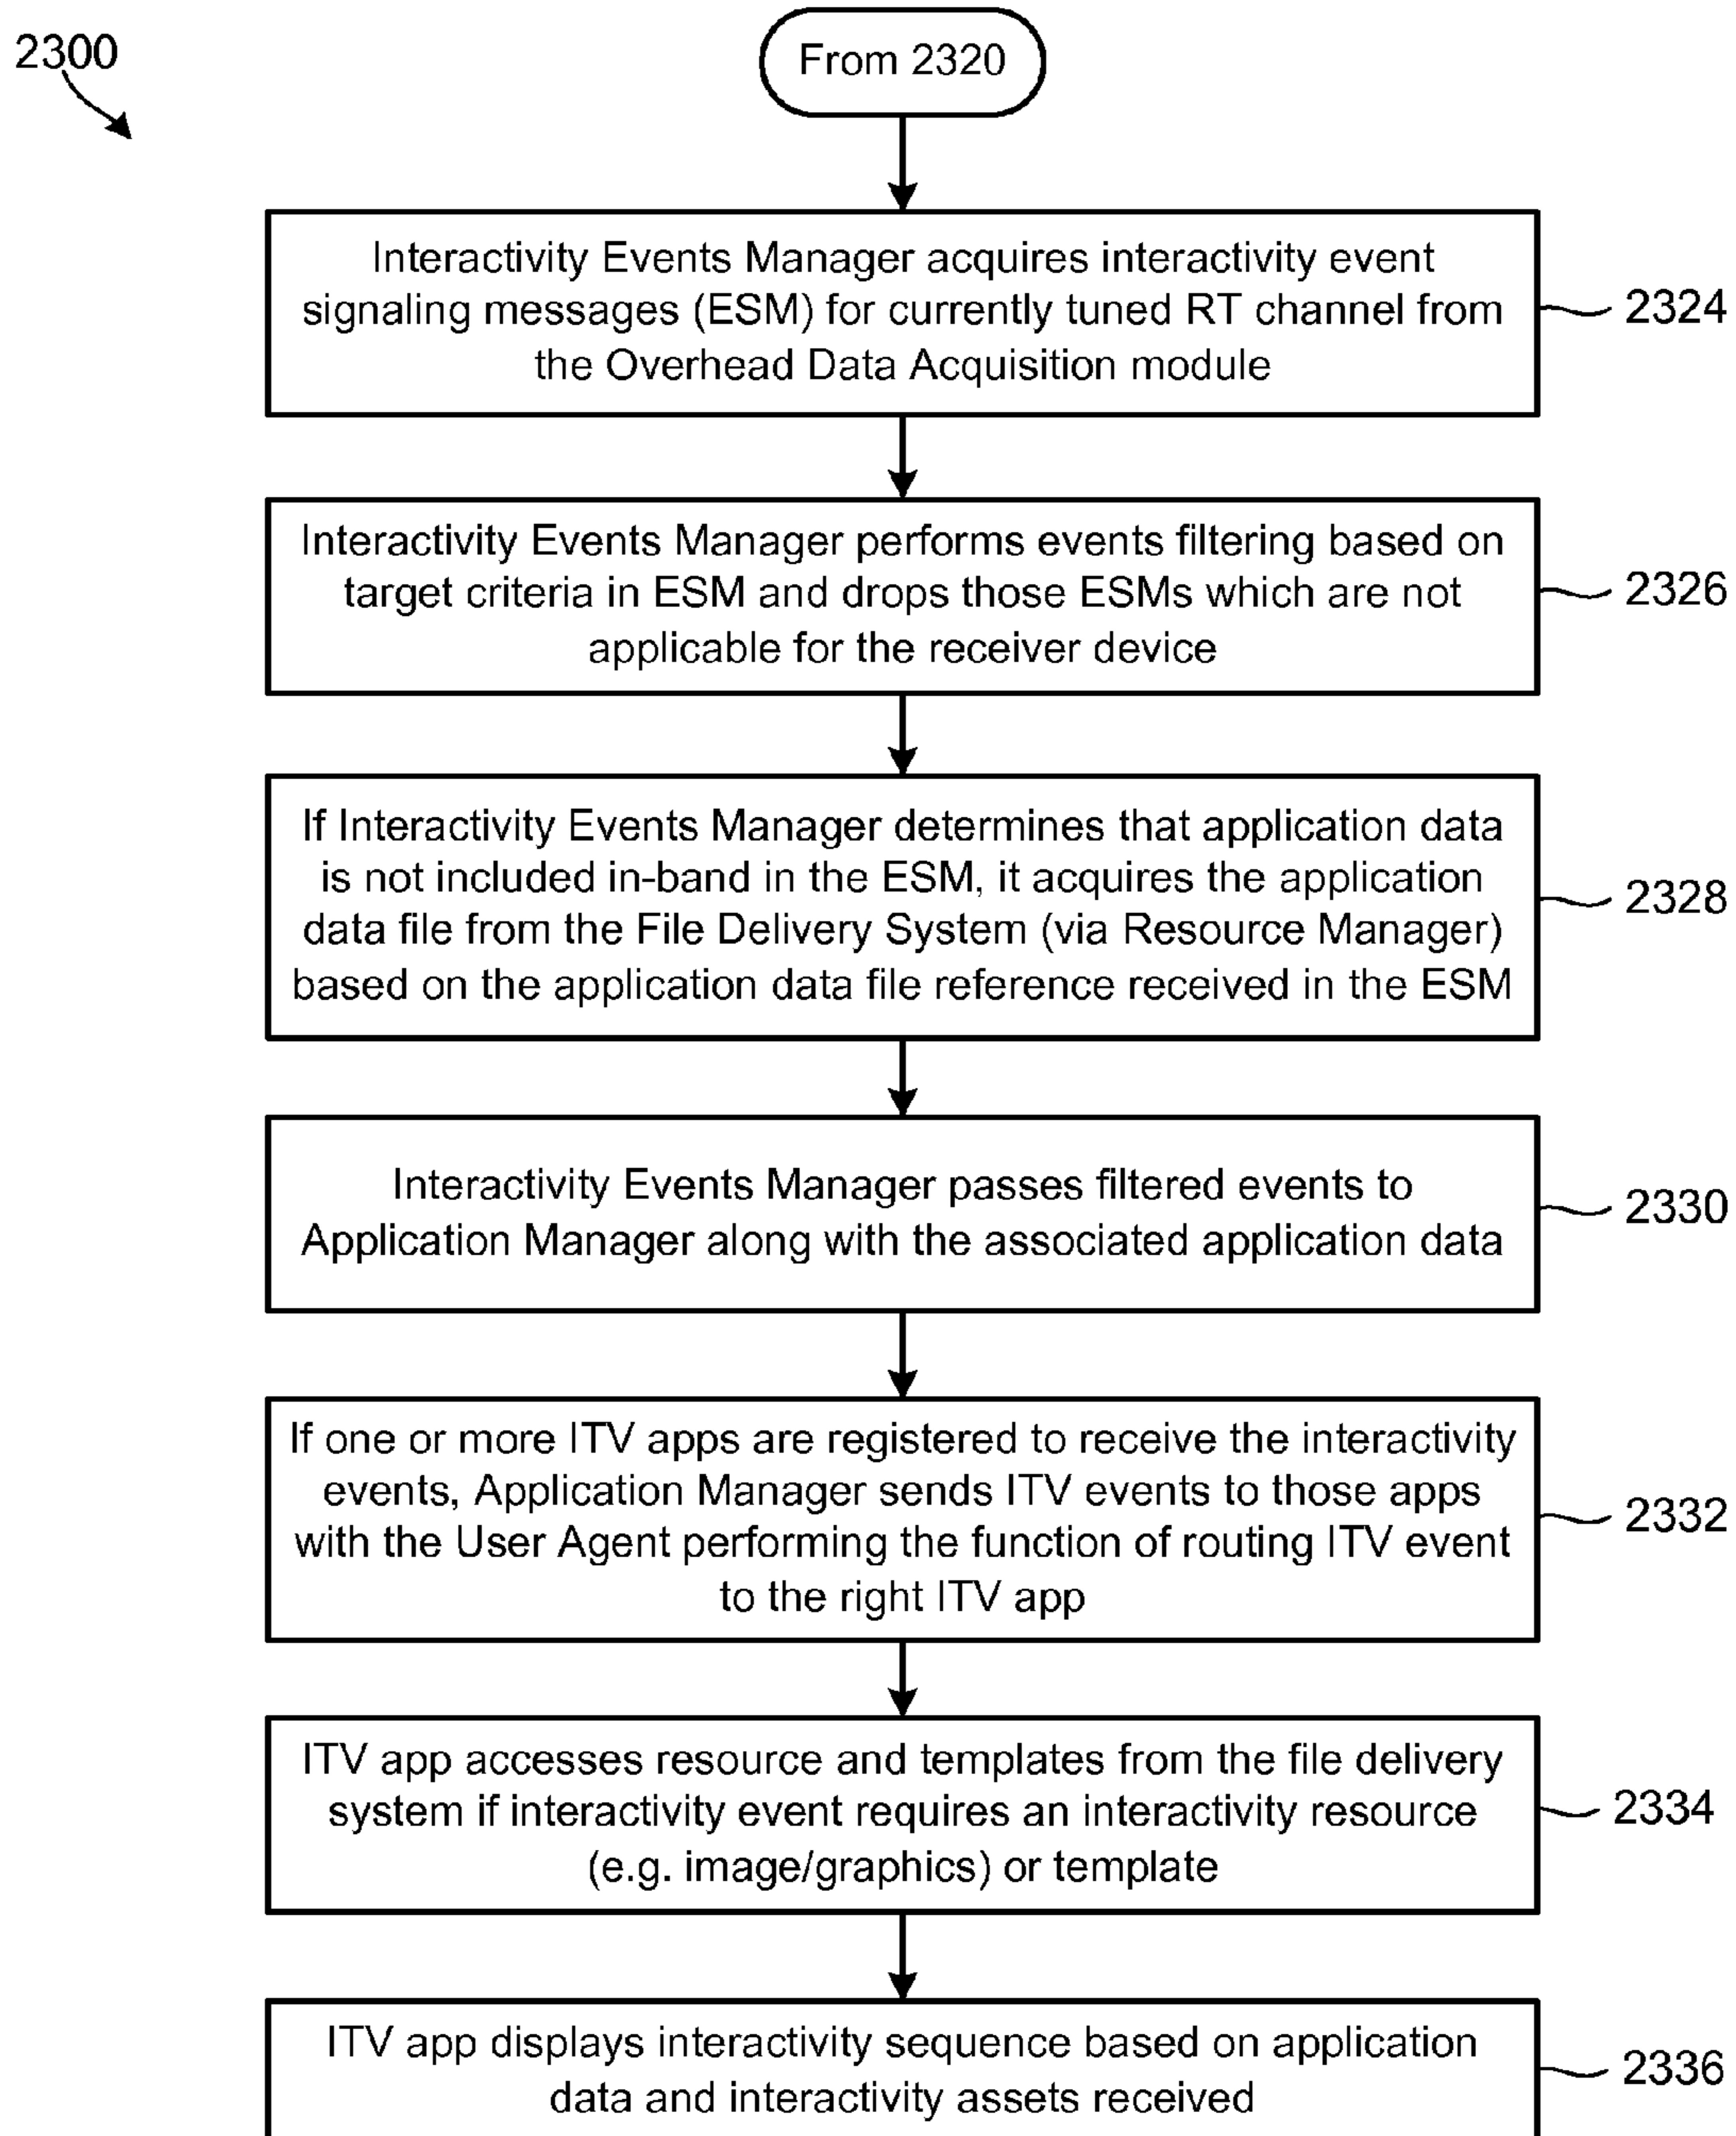 2300
From 2320
Interactivity Events Manager acquires interactivity event
signaling messages (ESM) for currently tuned RT channel from
the Overhead Data Acquisition module
2324
Interactivity Events Manager performs events filtering based on
target criteria in ESM and drops those ESMs which are not
applicable for the receiver device
2326
If Interactivity Events Manager determines that application data
is not included in-band in the ESM, it acquires the application
data file from the File Delivery System (via Resource Manager)
based on the application data file reference received in the ESM
2328
Interactivity Events Manager passes filtered events to
Application Manager along with the associated application data
2330
If one or more ITV apps are registered to receive the interactivity
events, Application Manager sends ITV events to those apps
with the User Agent performing the function of routing ITV event
to the right ITV app
2332
ITV app accesses resource and templates from the file delivery
system if interactivity event requires an interactivity resource
(e.g. image/graphics) or template
2334
ITV app displays interactivity sequence based on application
data and interactivity assets received
2336